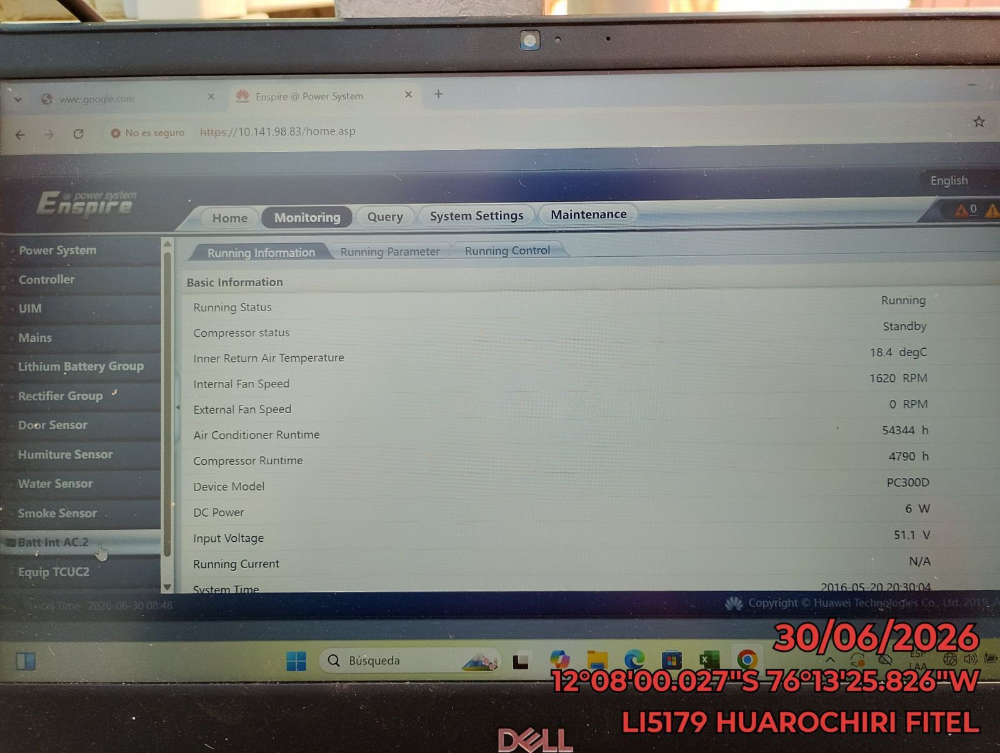 www.google.com
Enspire @ Power System
No es seguro https://10.141.98.83/home.asp
English
Enspire @ power system
Home Monitoring Query System Settings Maintenance
0
Power System
Controller
UIM
Mains
Lithium Battery Group
Rectifier Group
Door Sensor
Humiture Sensor
Water Sensor
Smoke Sensor
Batt Int AC.2
Equip TCUC2
Running Information Running Parameter Running Control
Basic Information
Running Status Running
Compressor status Standby
Inner Return Air Temperature 18.4 degC
Internal Fan Speed 1620 RPM
External Fan Speed 0 RPM
Air Conditioner Runtime 54344 h
Compressor Runtime 4790 h
Device Model PC300D
DC Power 6 W
Input Voltage 51.1 V
Running Current N/A
System Time 2016-05-20 20:30:04
Local Time 2026-06-30 08:48
Copyright © Huawei Technologies Co., Ltd. 2019.
Búsqueda
ESP
LAA
30/06/2026
12°08'00.027"S 76°13'25.826"W
LI5179 HUAROCHIRI FITEL
DELL